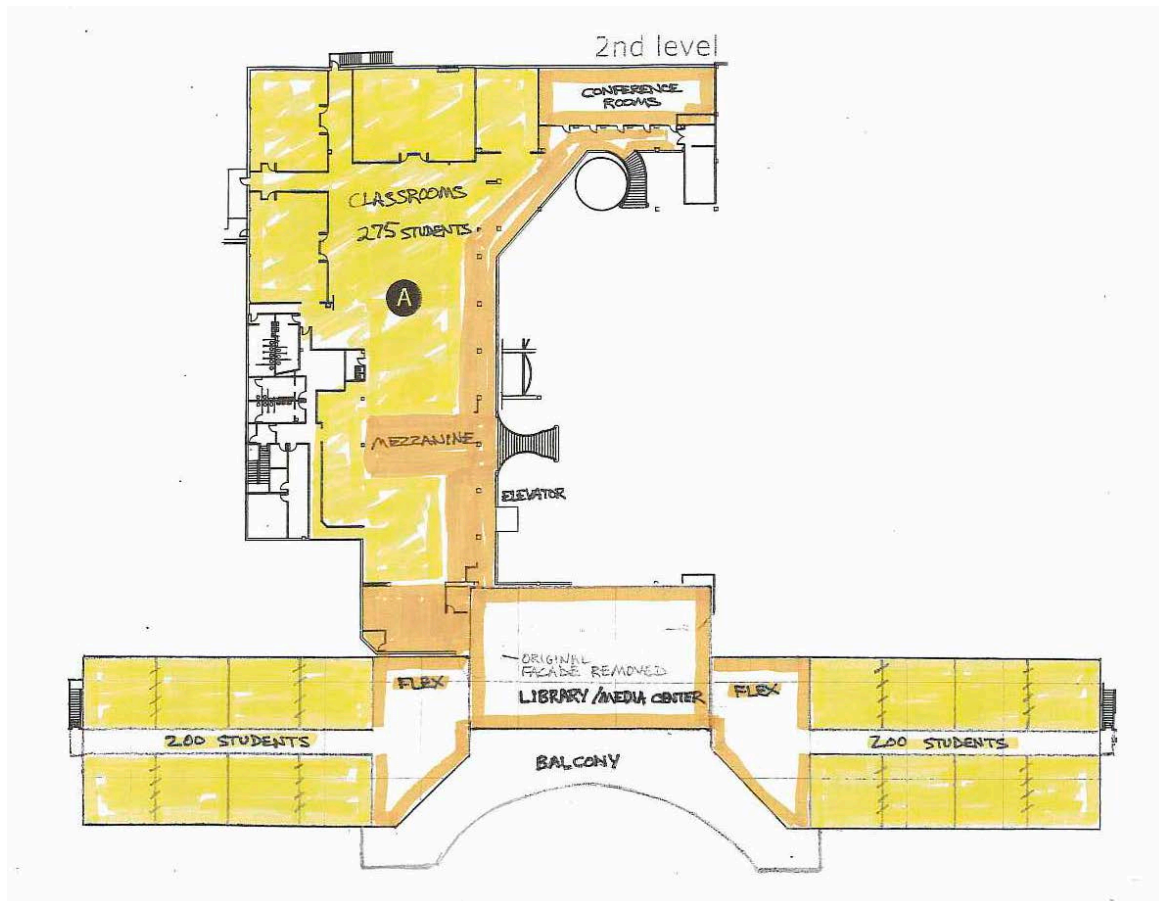 2nd level
CONFERENCE
ROOMS
CLASSROOMS
275 STUDENTS
A
MEZZANINE
ELEVATOR
ORIGINAL
FACADE REMOVED
FLEX
LIBRARY/MEDIA CENTER
FLEX
200 STUDENTS
200 STUDENTS
BALCONY